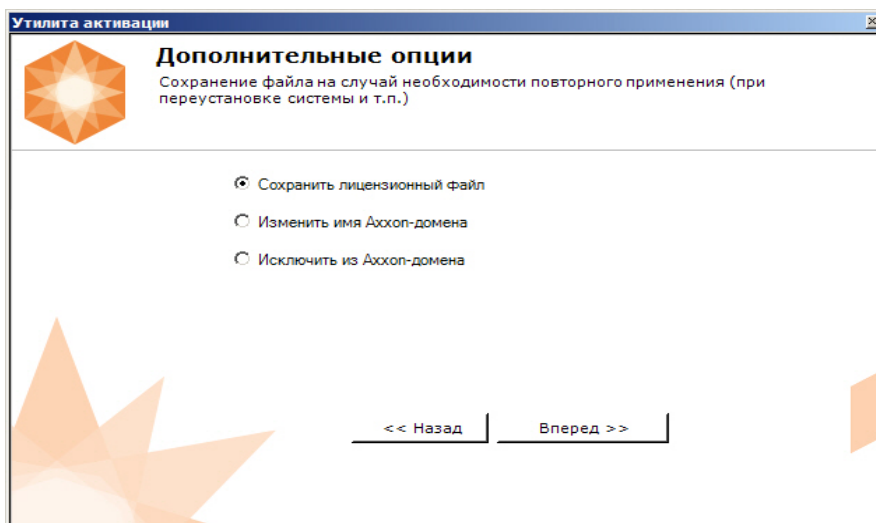 Утилита активации
Дополнительные опции
Сохранение файла на случай необходимости повторного применения (при
переустановке системы и т.п.)
Сохранить лицензионный файл
Изменить имя Axxon-домена
Исключить из Axxon-домена
<< Назад
Вперед >>